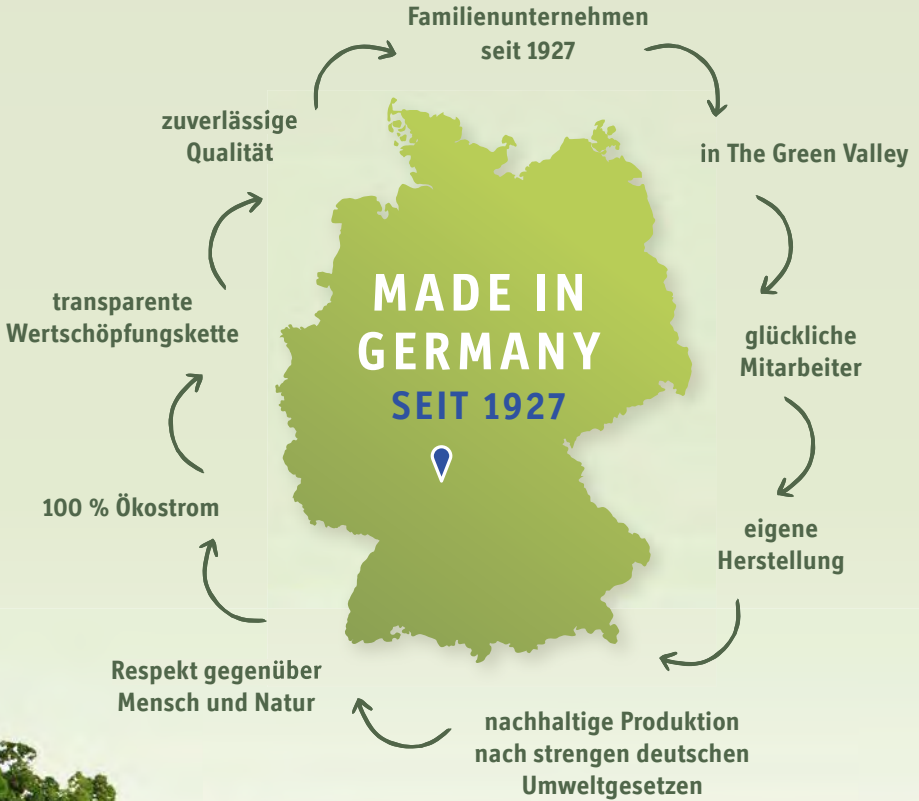 Familienunternehmen
seit 1927
in The Green Valley
glückliche
Mitarbeiter
eigene
Herstellung
nachhaltige Produktion
nach strengen deutschen
Umweltgesetzen
Respekt gegenüber
Mensch und Natur
100 % Ökostrom
transparente
Wertschöpfungskette
zuverlässige
Qualität
MADE IN
GERMANY
SEIT 1927